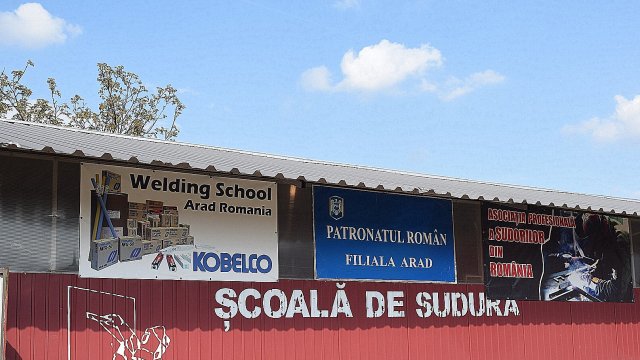 Welding School
Arad Romania
KOBELCO
PATRONATUL ROMÂN
FILIALA ARAD
ASOCIAȚIA PROFESIONALĂ
A SUDORILOR
DIN
ROMÂNIA
ȘCOALĂ DE SUDURĂ